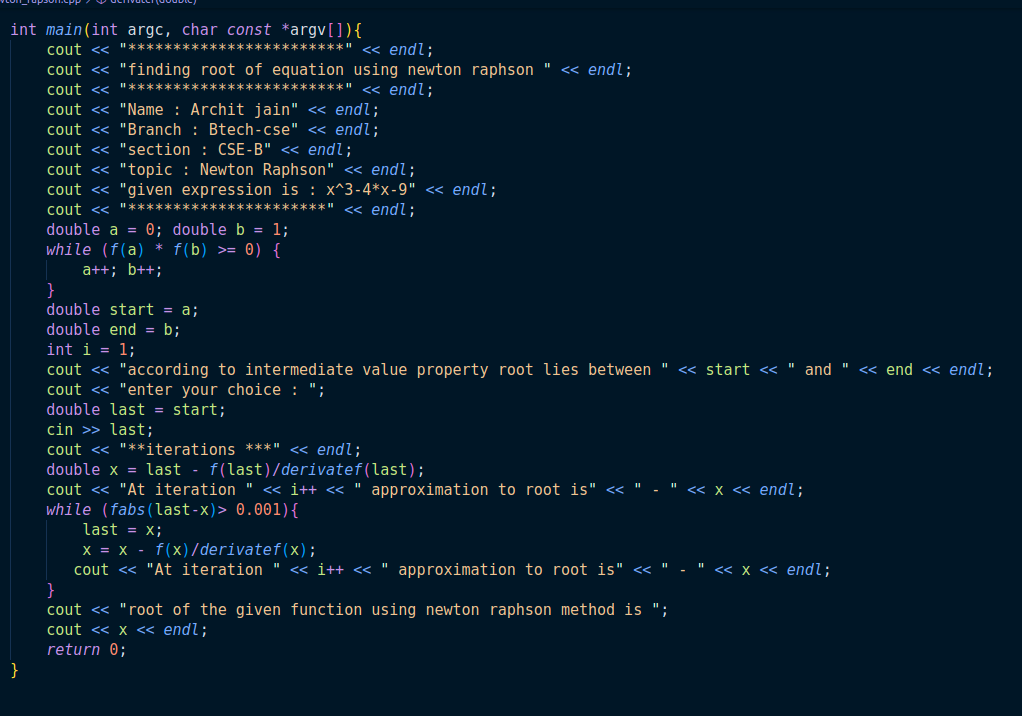 int main(int argc, char const *argv[]){
cout << "************************" << endl;
cout << "finding root of equation using newton raphson " << endl;
cout << "************************" << endl;
cout << "Name : Archit jain" << endl;
cout << "Branch : Btech-cse" << endl;
cout << "section : CSE-B" << endl;
cout << "topic : Newton Raphson" << endl;
cout << "given expression is : x^3-4*x-9" << endl;
cout << "**********************" << endl;
double a = 0; double b = 1;
while (f(a) * f(b) >= 0) {
a++; b++;
}
double start = a;
double end = b;
int i = 1;
cout << "according to intermediate value property root lies between " << start << " and " << end << endl;
cout << "enter your choice : ";
double last = start;
cin >> last;
cout << "**iterations ***" << endl;
double x = last - f(last)/derivatef(last);
cout << "At iteration " << i++ << " approximation to root is" << " - " << x << endl;
while (fabs(last-x)> 0.001){
last = x;
x = x - f(x)/derivatef(x);
cout << "At iteration " << i++ << " approximation to root is" << " - " << x << endl;
}
cout << "root of the given function using newton raphson method is ";
cout << x << endl;
return 0;
}